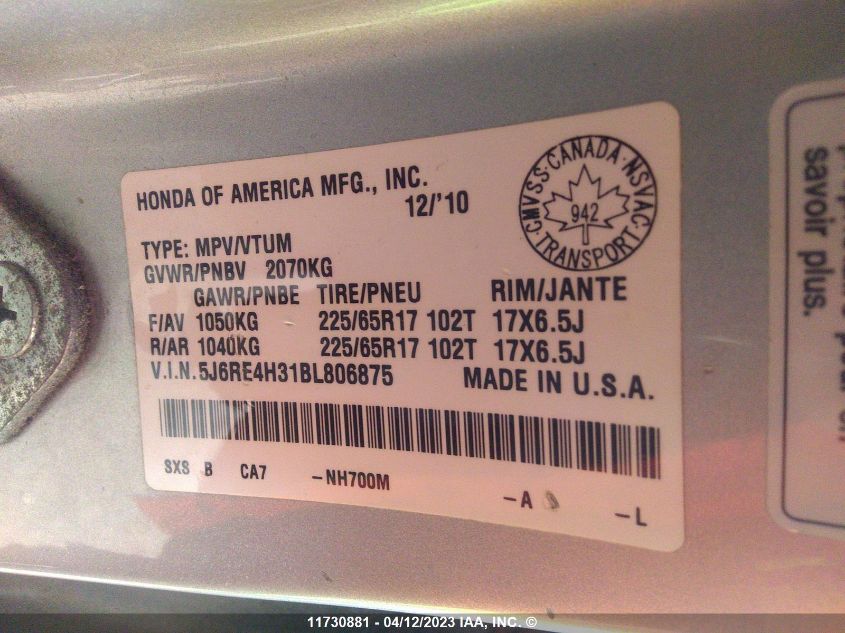 HONDA OF AMERICA MFG., INC.
12/'10
CMVSS·CANADA·NSVAC·TRANSPORT
942
TYPE: MPV/VTUM
GVWR/PNBV 2070KG
GAWR/PNBE TIRE/PNEU RIM/JANTE
F/AV 1050KG 225/65R17 102T 17X6.5J
R/AR 1040KG 225/65R17 102T 17X6.5J
V.I.N.5J6RE4H31BL806875 MADE IN U.S.A.
SXS B CA7 -NH700M -A -L
savoir plus.
11730881 - 04/12/2023 IAA, INC. ©